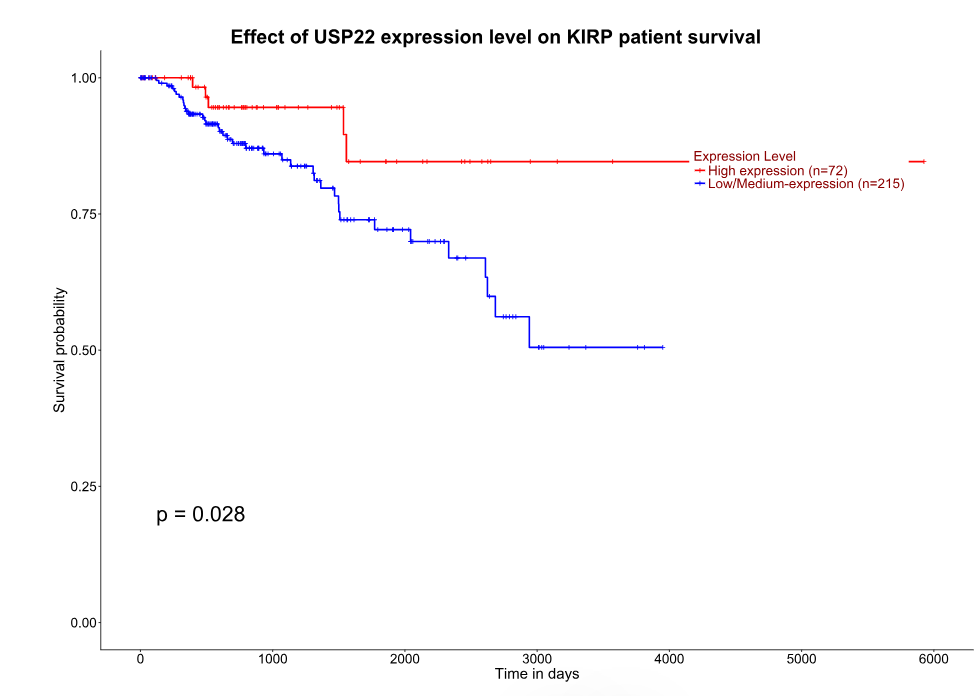 Effect of USP22 expression level on KIRP patient survival
1.00
0.75
0.50
0.25
0.00
Survival probability
Expression Level
High expression (n=72)
Low/Medium-expression (n=215)
p = 0.028
0 1000 2000 3000 4000 5000 6000
Time in days